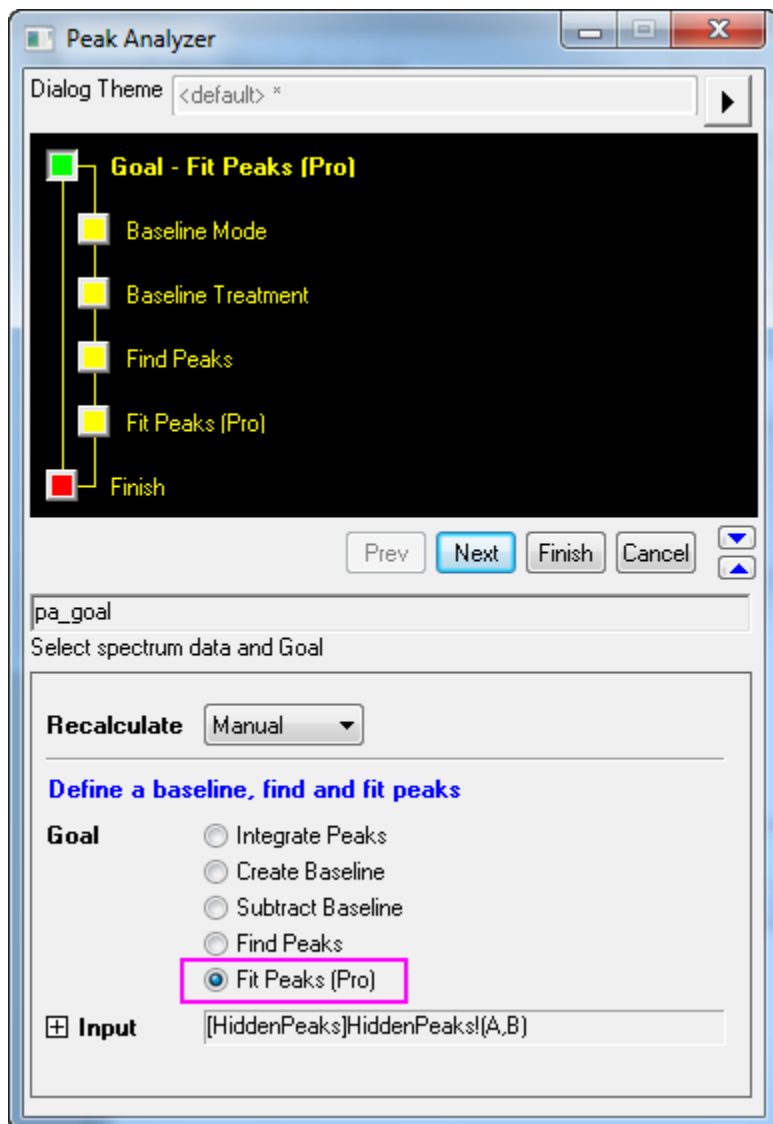 Peak Analyzer
Dialog Theme <default> *
Goal - Fit Peaks (Pro)
Baseline Mode
Baseline Treatment
Find Peaks
Fit Peaks (Pro)
Finish
Prev Next Finish Cancel
pa_goal
Select spectrum data and Goal
Recalculate Manual
Define a baseline, find and fit peaks
Goal Integrate Peaks
Create Baseline
Subtract Baseline
Find Peaks
Fit Peaks (Pro)
Input [HiddenPeaks]HiddenPeaks!(A,B)